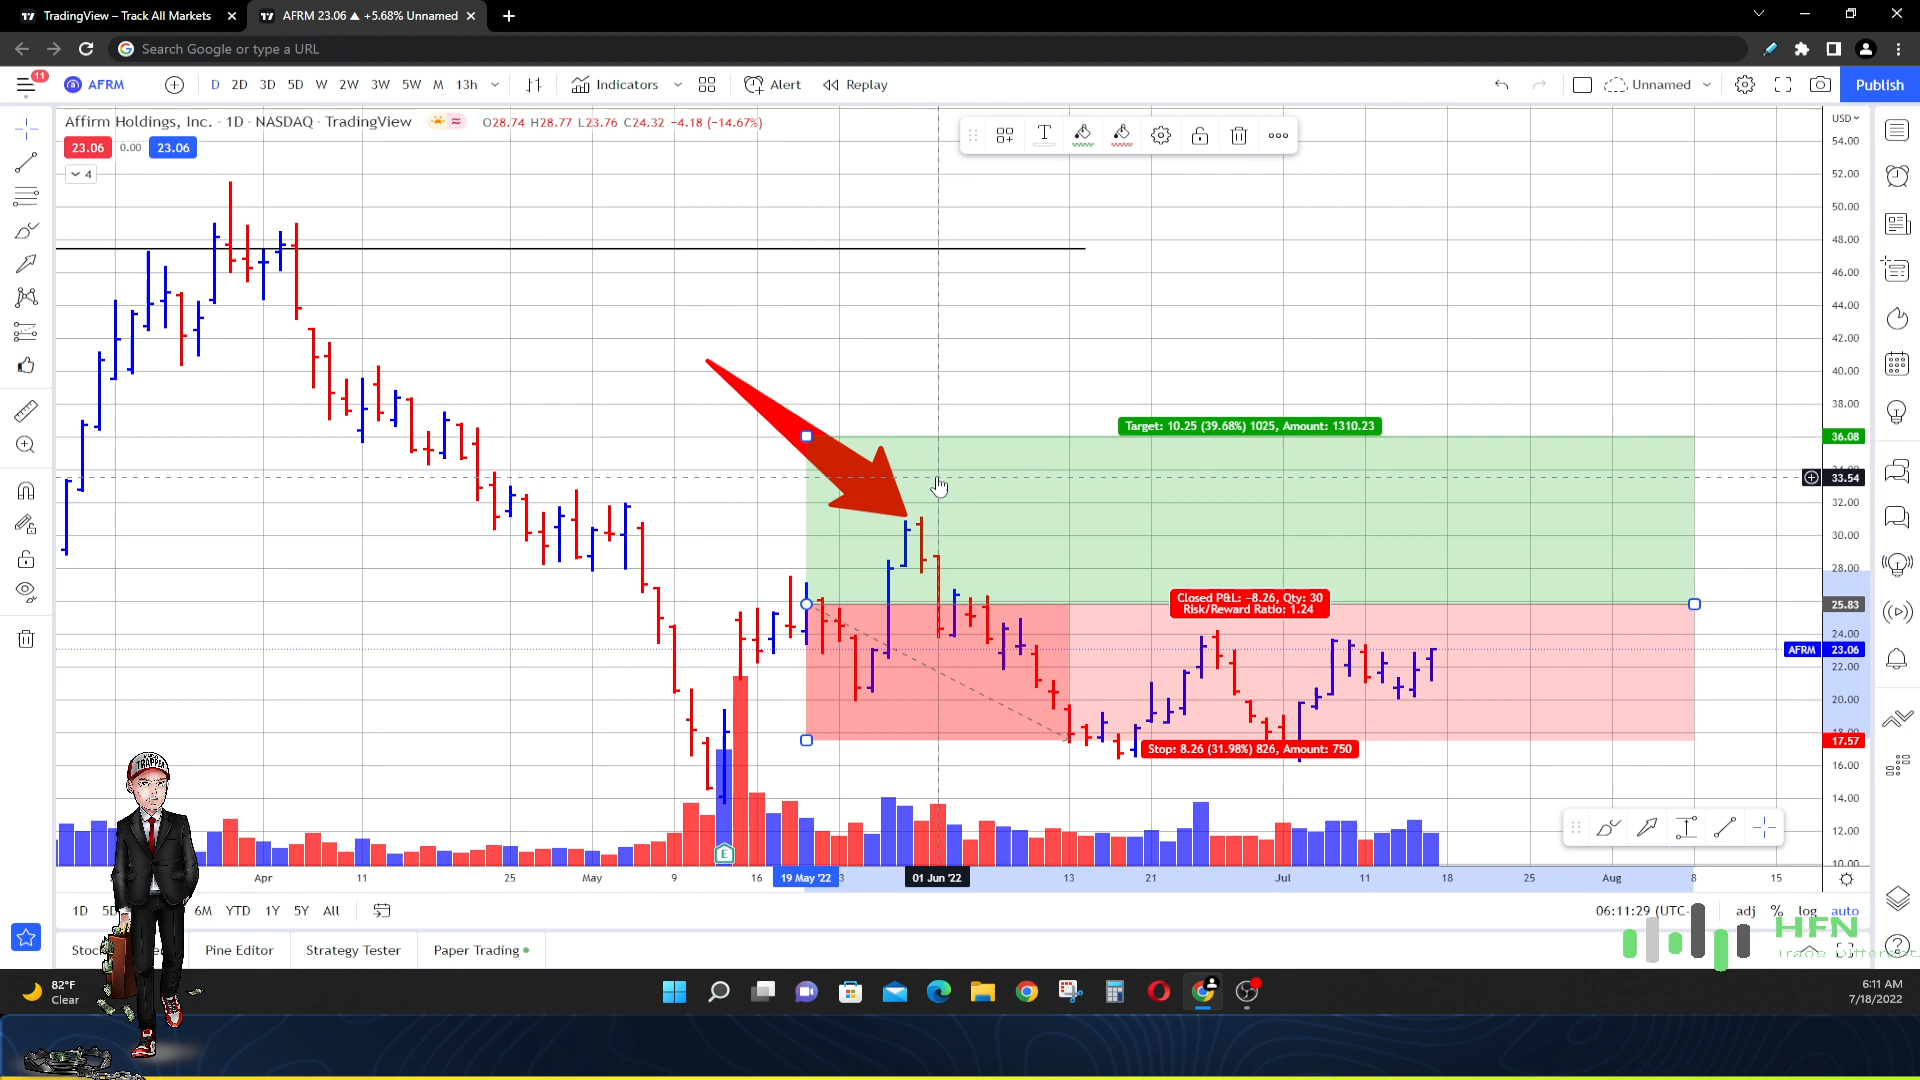 TradingView – Track All Markets
AFRM 23.06 ▲ +5.68% Unnamed
Search Google or type a URL
11
AFRM
D 2D 3D 5D W 2W 3W 5W M 13h
Indicators
Alert
Replay
Unnamed
Publish
Affirm Holdings, Inc. · 1D · NASDAQ · TradingView
O28.74 H28.77 L23.76 C24.32 −4.18 (−14.67%)
23.06 0.00 23.06
4
USD
54.00
52.00
50.00
48.00
46.00
44.00
42.00
40.00
38.00
Target: 10.25 (39.68%) 1025, Amount: 1310.23
36.08
33.54
32.00
30.00
28.00
Closed P&L: −8.26, Qty: 30
Risk/Reward Ratio: 1.24
25.83
24.00
AFRM 23.06
22.00
20.00
Stop: 8.26 (31.98%) 826, Amount: 750
17.57
16.00
14.00
12.00
10.00
E
Apr 11 25 May 9 16 19 May '22 01 Jun '22 13 21 Jul 11 18 25 Aug 8 15
1D 6M YTD 1Y 5Y All
06:11:29 (UTC- adj % log auto
Pine Editor Strategy Tester Paper Trading
TRAPPER
HFN
Trade Different.
82°F
Clear
6:11 AM
7/18/2022